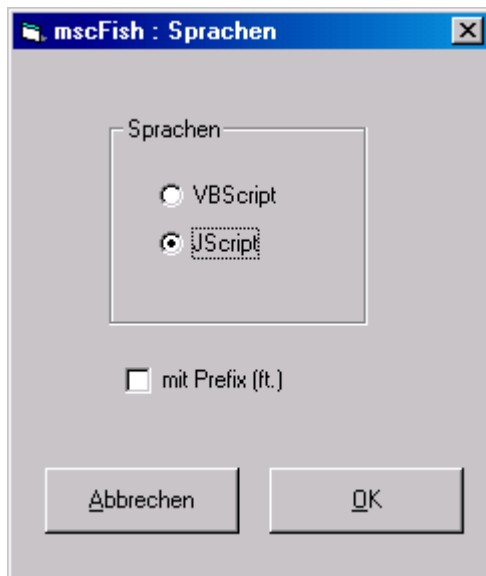 mscFish : Sprachen
Sprachen
VBScript
JScript
mit Prefix (ft.)
Abbrechen
OK